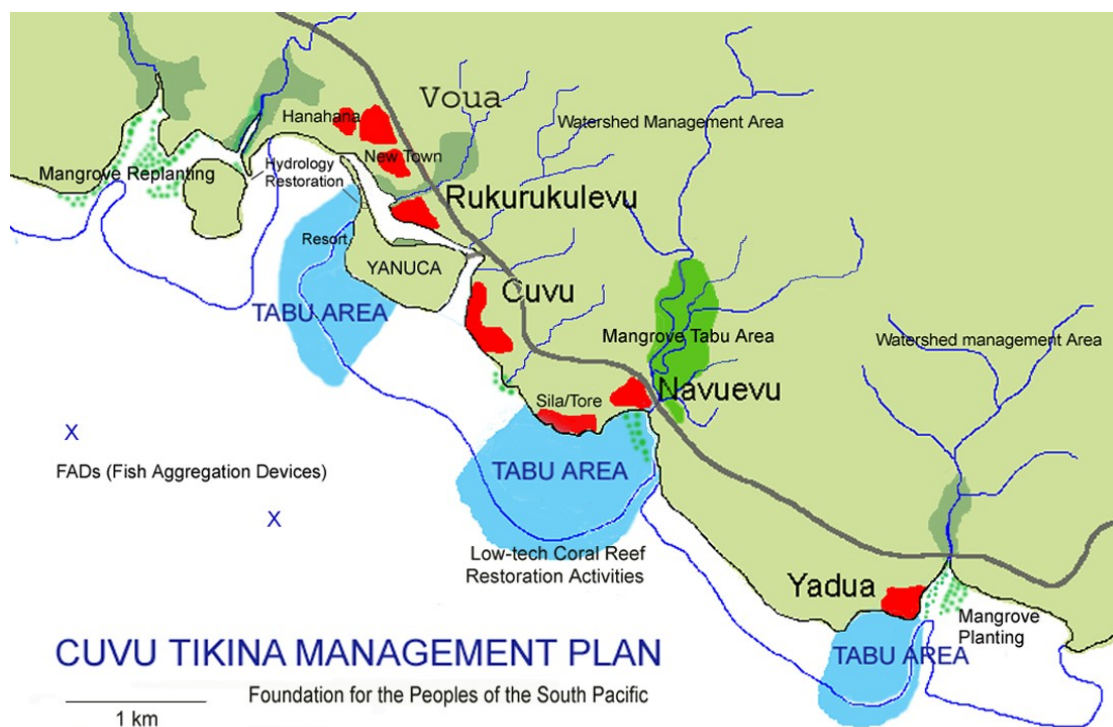 Voua
Hanahana
Watershed Management Area
New Town
Mangrove Replanting
Hydrology
Restoration
Rukurukulevu
Resort
YANUCA
TABU AREA
Cuvu
Mangrove Tabu Area
Watershed management Area
Navuevu
Sila/Tore
X
FADs (Fish Aggregation Devices)
X
TABU AREA
Low-tech Coral Reef
Restoration Activities
Yadua
Mangrove
Planting
TABU AREA
CUVU TIKINA MANAGEMENT PLAN
Foundation for the Peoples of the South Pacific
1 km